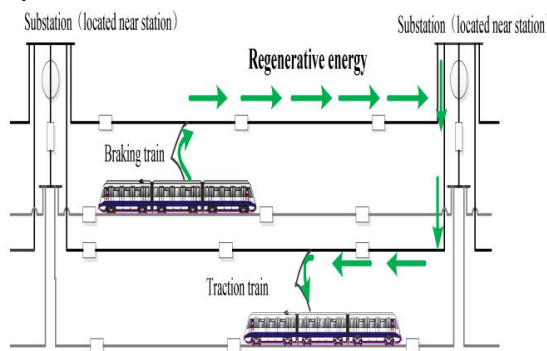 Substation (located near station)
Substation (located near station)
Regenerative energy
Braking train
Traction train